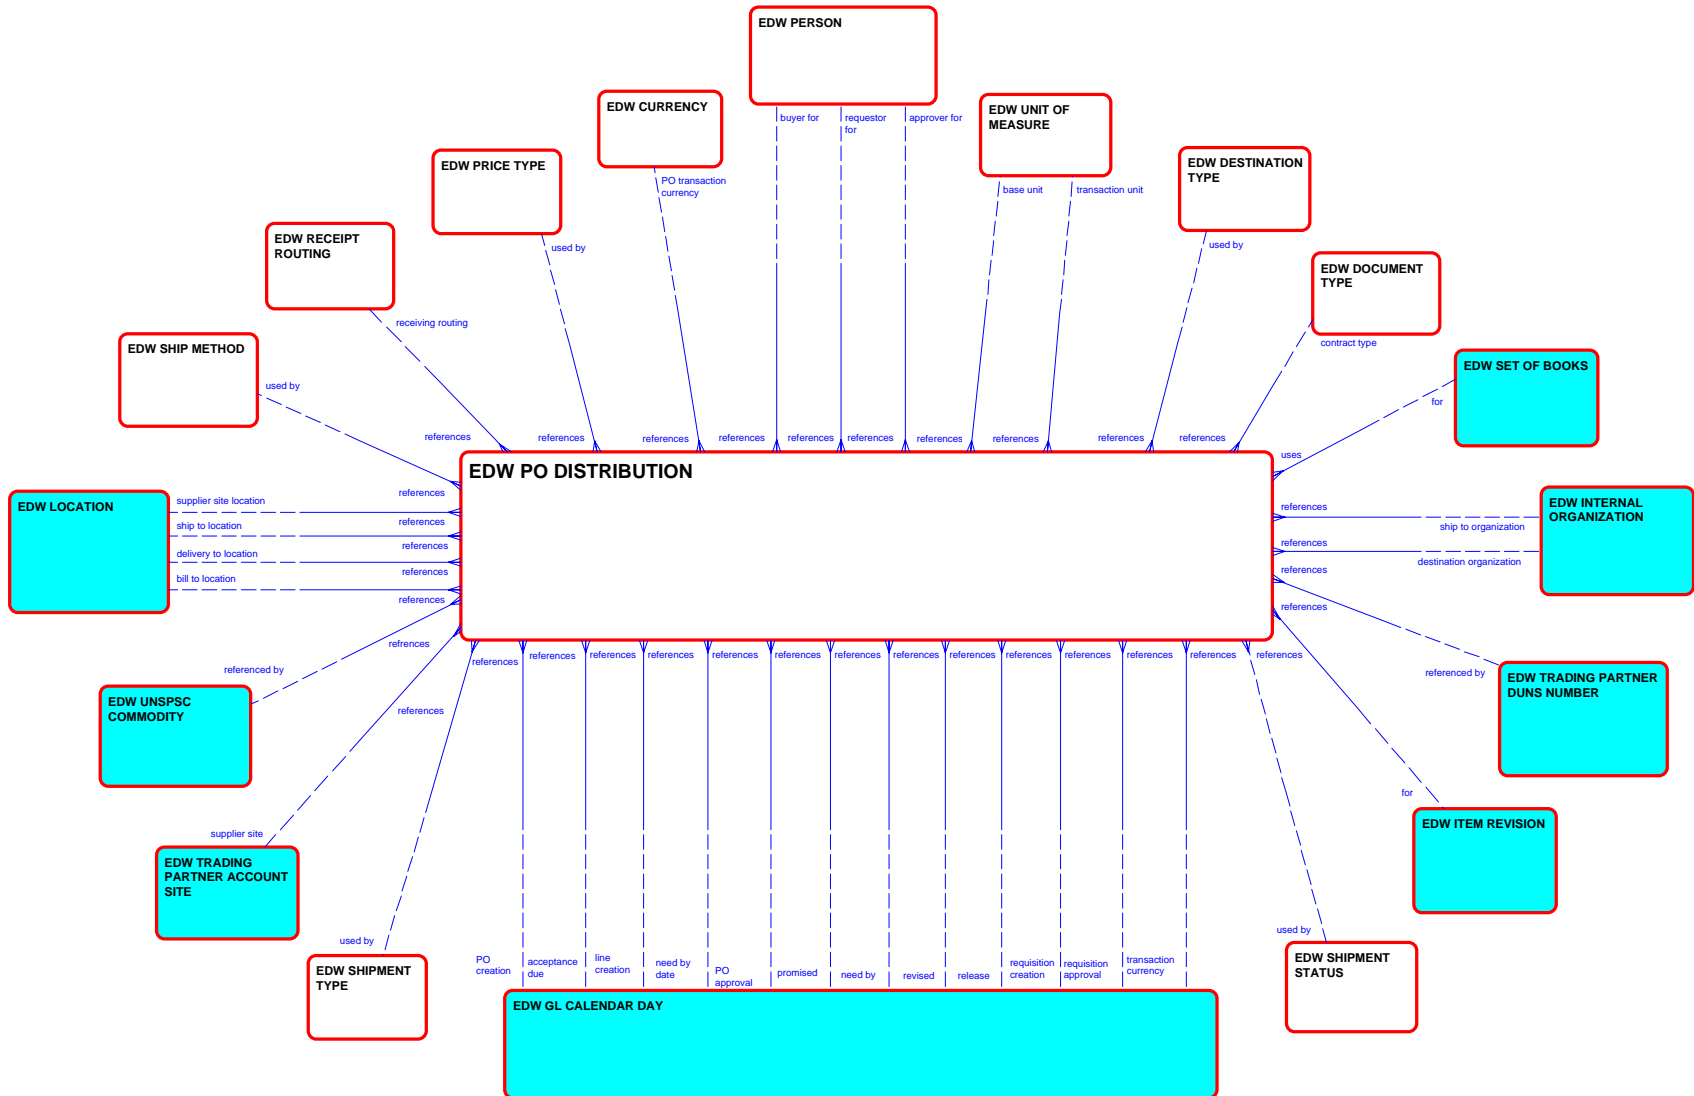 EDW PERSON
EDW CURRENCY
EDW UNIT OF
MEASURE
buyer for
requestor
for
approver for
EDW PRICE TYPE
EDW DESTINATION
TYPE
PO transaction
currency
base unit
transaction unit
EDW RECEIPT
ROUTING
used by
used by
EDW DOCUMENT
TYPE
receiving routing
EDW SHIP METHOD
contract type
EDW SET OF BOOKS
used by
for
references
references
references
references
references
references
references
references
references
references
uses
EDW PO DISTRIBUTION
EDW LOCATION
supplier site location
ship to location
delivery to location
bill to location
references
references
references
references
references
refrences
references
EDW INTERNAL
ORGANIZATION
references
ship to organization
references
destination organization
references
references
referenced by
EDW UNSPSC
COMMODITY
referenced by
EDW TRADING PARTNER
DUNS NUMBER
references
references
references
references
references
references
references
references
references
references
references
references
references
supplier site
EDW TRADING
PARTNER ACCOUNT
SITE
for
EDW ITEM REVISION
used by
EDW SHIPMENT
TYPE
used by
EDW SHIPMENT
STATUS
PO
creation
acceptance
due
line
creation
need by
date
PO
approval
promised
need by
revised
release
requisition
creation
requisition
approval
transaction
currency
EDW GL CALENDAR DAY